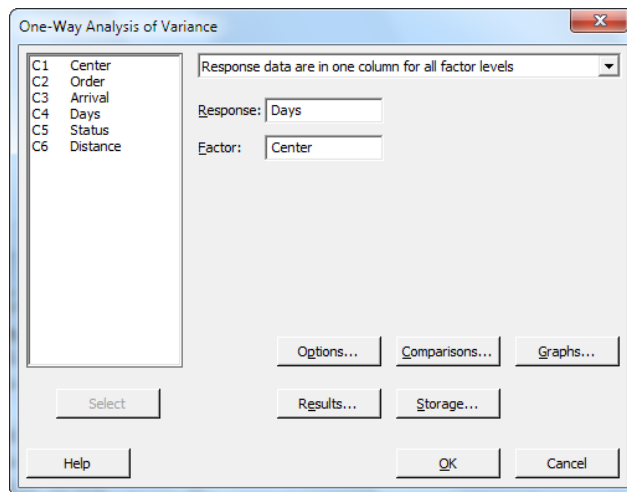 One-Way Analysis of Variance
C1 Center
C2 Order
C3 Arrival
C4 Days
C5 Status
C6 Distance
Response data are in one column for all factor levels
Response: Days
Factor: Center
Options... Comparisons... Graphs...
Select Results... Storage...
Help OK Cancel